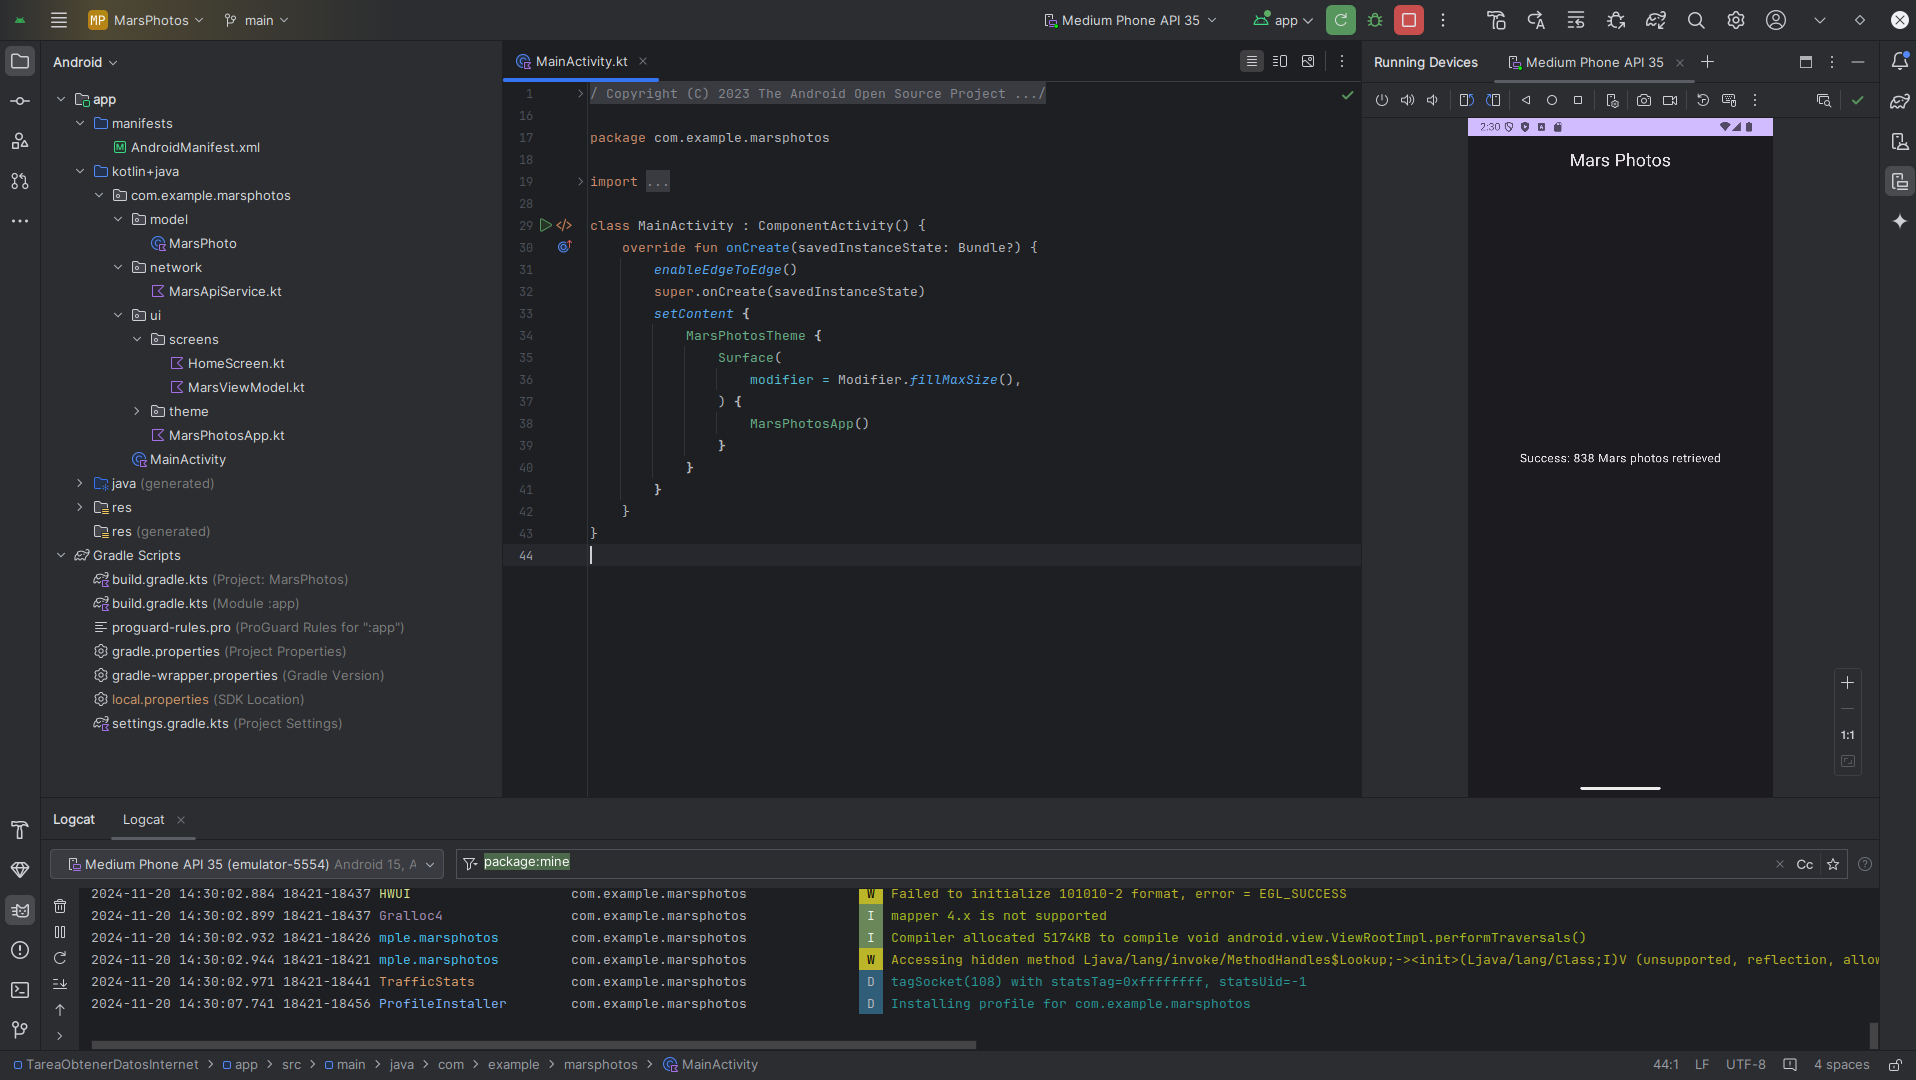 MP MarsPhotos main Medium Phone API 35 app
Android
app
manifests
AndroidManifest.xml
kotlin+java
com.example.marsphotos
model
MarsPhoto
network
MarsApiService.kt
ui
screens
HomeScreen.kt
MarsViewModel.kt
theme
MarsPhotosApp.kt
MainActivity
java (generated)
res
res (generated)
Gradle Scripts
build.gradle.kts (Project: MarsPhotos)
build.gradle.kts (Module :app)
proguard-rules.pro (ProGuard Rules for ":app")
gradle.properties (Project Properties)
gradle-wrapper.properties (Gradle Version)
local.properties (SDK Location)
settings.gradle.kts (Project Settings)
MainActivity.kt
1 / Copyright (C) 2023 The Android Open Source Project .../
16
17 package com.example.marsphotos
18
19 import ...
28
29 class MainActivity : ComponentActivity() {
30 override fun onCreate(savedInstanceState: Bundle?) {
31 enableEdgeToEdge()
32 super.onCreate(savedInstanceState)
33 setContent {
34 MarsPhotosTheme {
35 Surface(
36 modifier = Modifier.fillMaxSize(),
37 ) {
38 MarsPhotosApp()
39 }
40 }
41 }
42 }
43 }
44
Running Devices Medium Phone API 35
2:30
Mars Photos
Success: 838 Mars photos retrieved
1:1
Logcat Logcat
Medium Phone API 35 (emulator-5554) Android 15, A
package:mine Cc
2024-11-20 14:30:02.884 18421-18437 HWUI com.example.marsphotos W Failed to initialize 101010-2 format, error = EGL_SUCCESS
2024-11-20 14:30:02.899 18421-18437 Gralloc4 com.example.marsphotos I mapper 4.x is not supported
2024-11-20 14:30:02.932 18421-18426 mple.marsphotos com.example.marsphotos I Compiler allocated 5174KB to compile void android.view.ViewRootImpl.performTraversals()
2024-11-20 14:30:02.944 18421-18421 mple.marsphotos com.example.marsphotos W Accessing hidden method Ljava/lang/invoke/MethodHandles$Lookup;-><init>(Ljava/lang/Class;I)V (unsupported, reflection, allow
2024-11-20 14:30:02.971 18421-18441 TrafficStats com.example.marsphotos D tagSocket(108) with statsTag=0xffffffff, statsUid=-1
2024-11-20 14:30:07.741 18421-18456 ProfileInstaller com.example.marsphotos D Installing profile for com.example.marsphotos
TareaObtenerDatosInternet > app > src > main > java > com > example > marsphotos > MainActivity 44:1 LF UTF-8 4 spaces